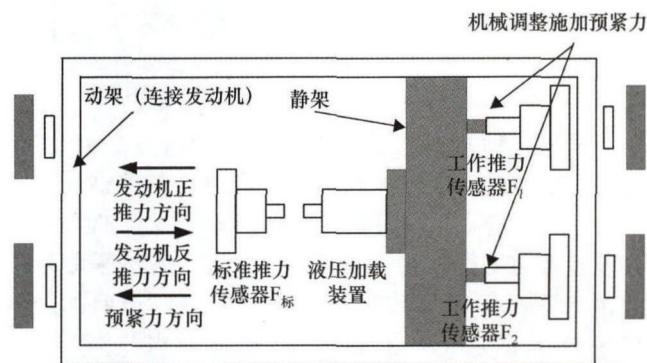 机械调整施加预紧力
动架（连接发动机）
静架
发动机正
推力方向
发动机反
推力方向
预紧力方向
标准推力
传感器F标
液压加载
装置
工作推力
传感器F1
工作推力
传感器F2